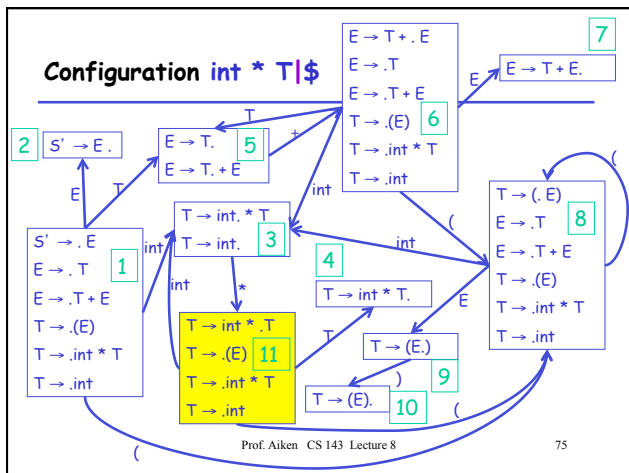 Configuration int * T|$
7
E → T + . E
E → .T
E → .T + E
T → .(E)
T → .int * T
T → .int
6
E
E → T + E.
2
S’ → E .
T
E → T.
E → T. + E
5
+
int
(
(
E
T
T → int. * T
T → int.
3
int
T → (. E)
E → .T
E → .T + E
T → .(E)
T → .int * T
T → .int
8
S’ → . E
E → . T
E → .T + E
T → .(E)
T → .int * T
T → .int
1
int
int
*
4
T → int * T.
E
T → int * .T
T → .(E)
T → .int * T
T → .int
11
T
T → (E.)
9
)
T → (E).
10
(
(
Prof. Aiken CS 143 Lecture 8
75